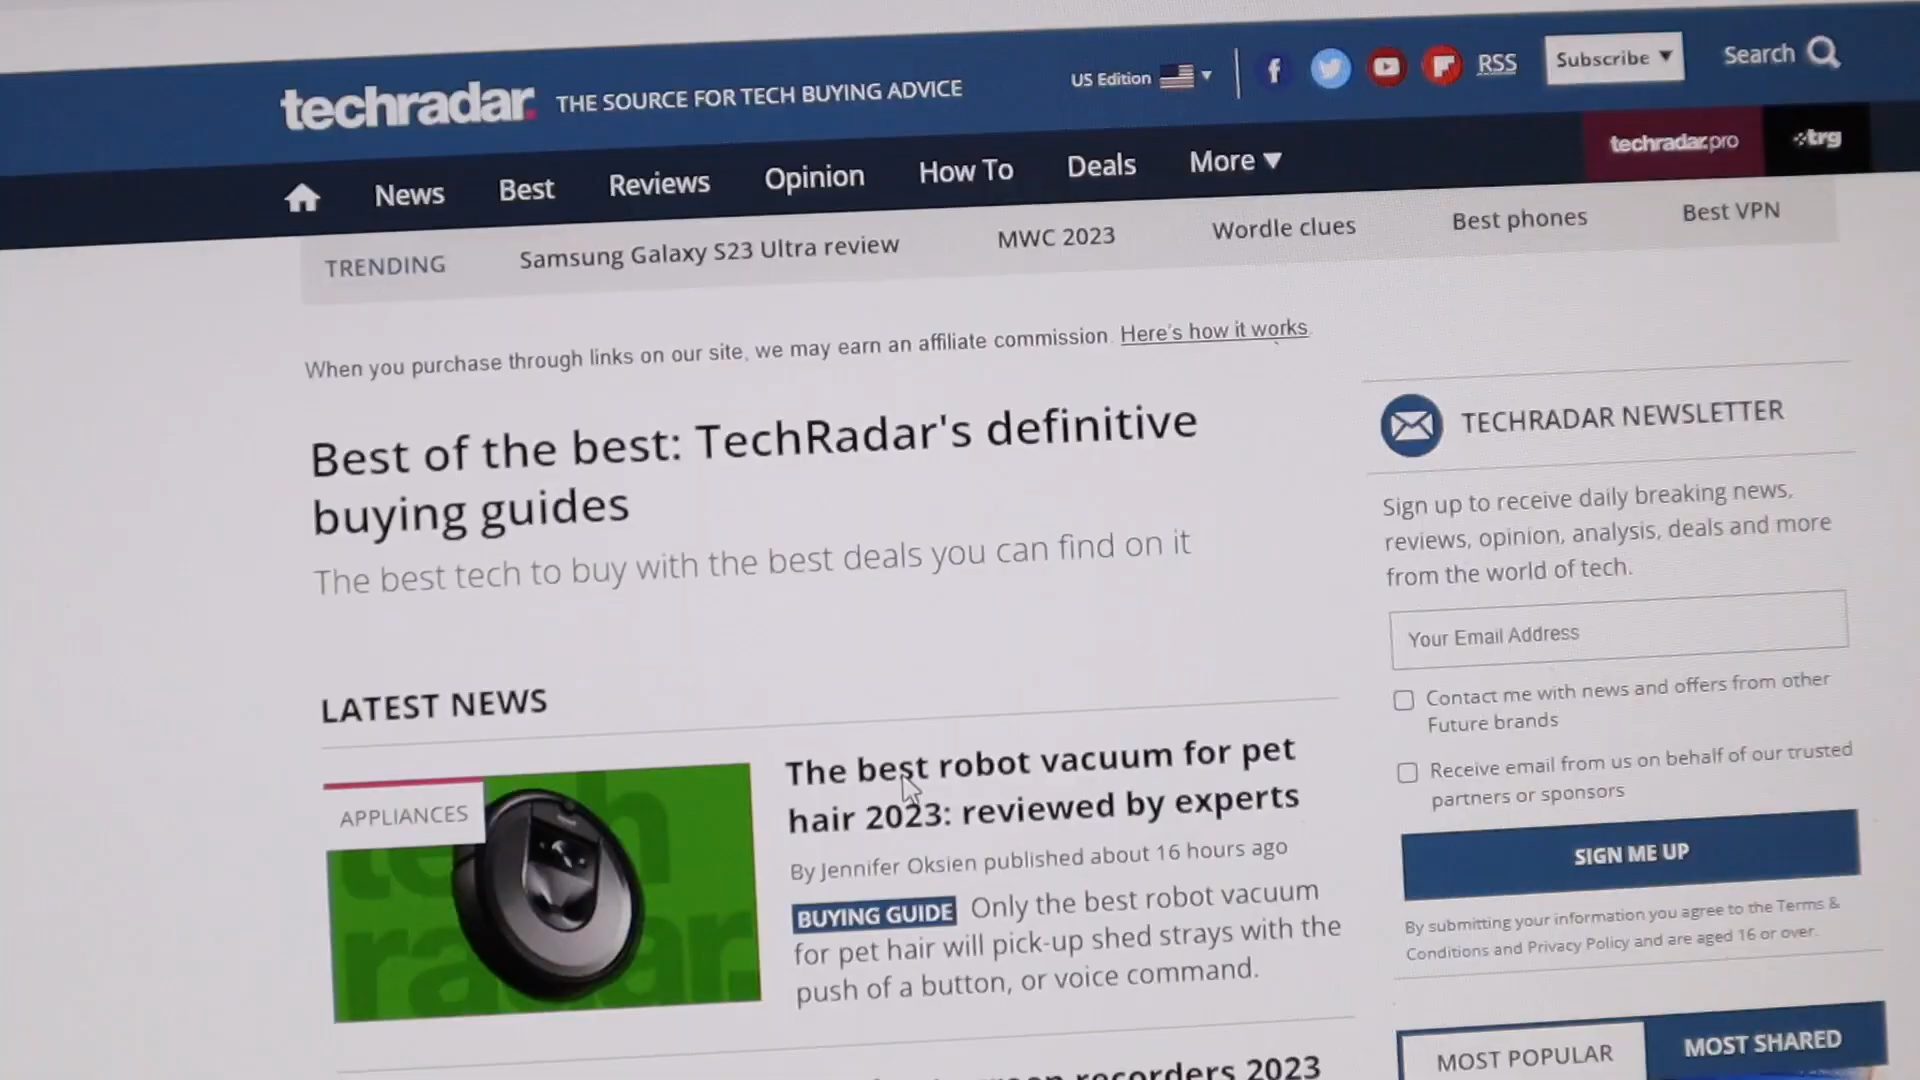 techradar. THE SOURCE FOR TECH BUYING ADVICE
US Edition
RSS
Subscribe
Search
News Best Reviews Opinion How To Deals More
techradar.pro
trg
TRENDING Samsung Galaxy S23 Ultra review MWC 2023 Wordle clues Best phones Best VPN
When you purchase through links on our site, we may earn an affiliate commission. Here's how it works.
Best of the best: TechRadar's definitive
buying guides
The best tech to buy with the best deals you can find on it
LATEST NEWS
APPLIANCES
tech
radar.
The best robot vacuum for pet
hair 2023: reviewed by experts
By Jennifer Oksien published about 16 hours ago
BUYING GUIDE Only the best robot vacuum
for pet hair will pick-up shed strays with the
push of a button, or voice command.
recorders 2023
TECHRADAR NEWSLETTER
Sign up to receive daily breaking news,
reviews, opinion, analysis, deals and more
from the world of tech.
Your Email Address
Contact me with news and offers from other
Future brands
Receive email from us on behalf of our trusted
partners or sponsors
SIGN ME UP
By submitting your information you agree to the Terms &
Conditions and Privacy Policy and are aged 16 or over.
MOST POPULAR
MOST SHARED